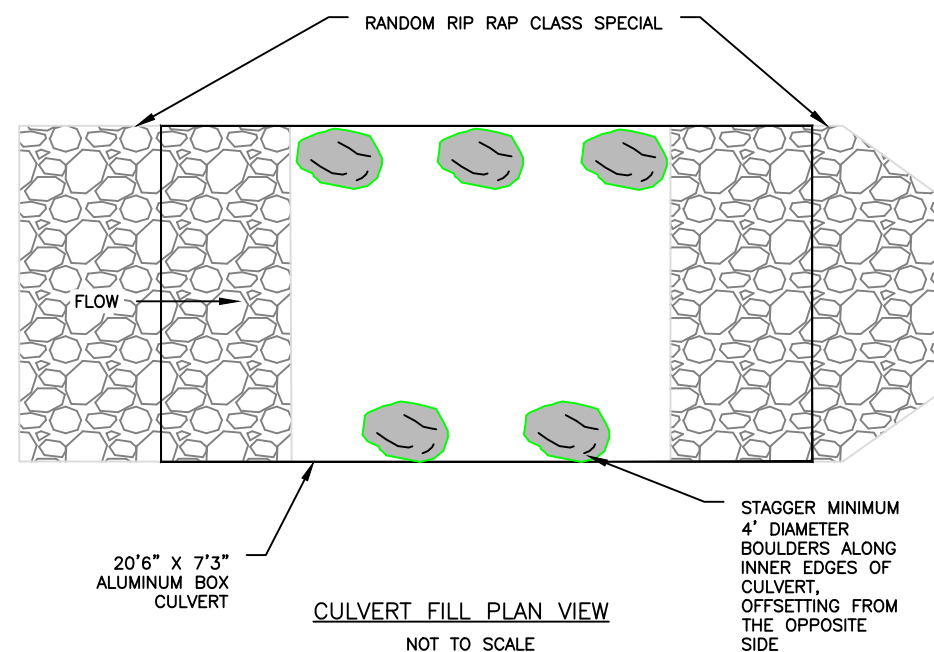 RANDOM RIP RAP CLASS SPECIAL
FLOW
20'6" X 7'3"
ALUMINUM BOX
CULVERT
STAGGER MINIMUM
4' DIAMETER
BOULDERS ALONG
INNER EDGES OF
CULVERT,
OFFSETTING FROM
THE OPPOSITE
SIDE
CULVERT FILL PLAN VIEW
NOT TO SCALE